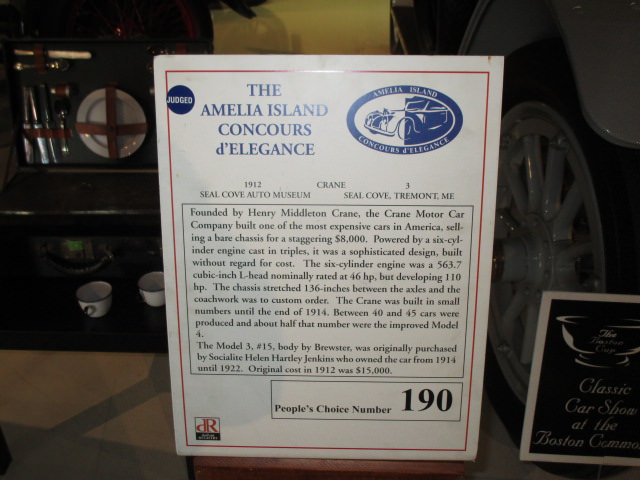 JUDGED
THE
AMELIA ISLAND
CONCOURS
d'ELEGANCE
AMELIA ISLAND
CONCOURS d'ELEGANCE
1912 CRANE 3
SEAL COVE AUTO MUSEUM SEAL COVE, TREMONT, ME
Founded by Henry Middleton Crane, the Crane Motor Car
Company built one of the most expensive cars in America, sell-
ing a bare chassis for a staggering $8,000. Powered by a six-cyl-
inder engine cast in triples, it was a sophisticated design, built
without regard for cost. The six-cylinder engine was a 563.7
cubic-inch L-head nominally rated at 46 hp, but developing 110
hp. The chassis stretched 136-inches between the axles and the
coachwork was to custom order. The Crane was built in small
numbers until the end of 1914. Between 40 and 45 cars were
produced and about half that number were the improved Model
4.
The Model 3, #15, body by Brewster, was originally purchased
by Socialite Helen Hartley Jenkins who owned the car from 1914
until 1922. Original cost in 1912 was $15,000.
People's Choice Number 190
dR
The
Boston
Cup
Classic
Car Show
at the
Boston Common